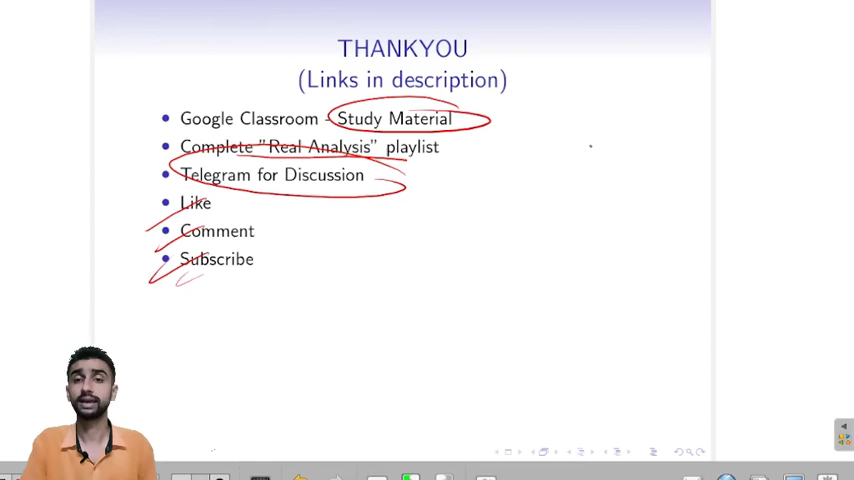 THANKYOU
(Links in description)
Google Classroom - Study Material
Complete "Real Analysis" playlist
Telegram for Discussion
Like
Comment
Subscribe